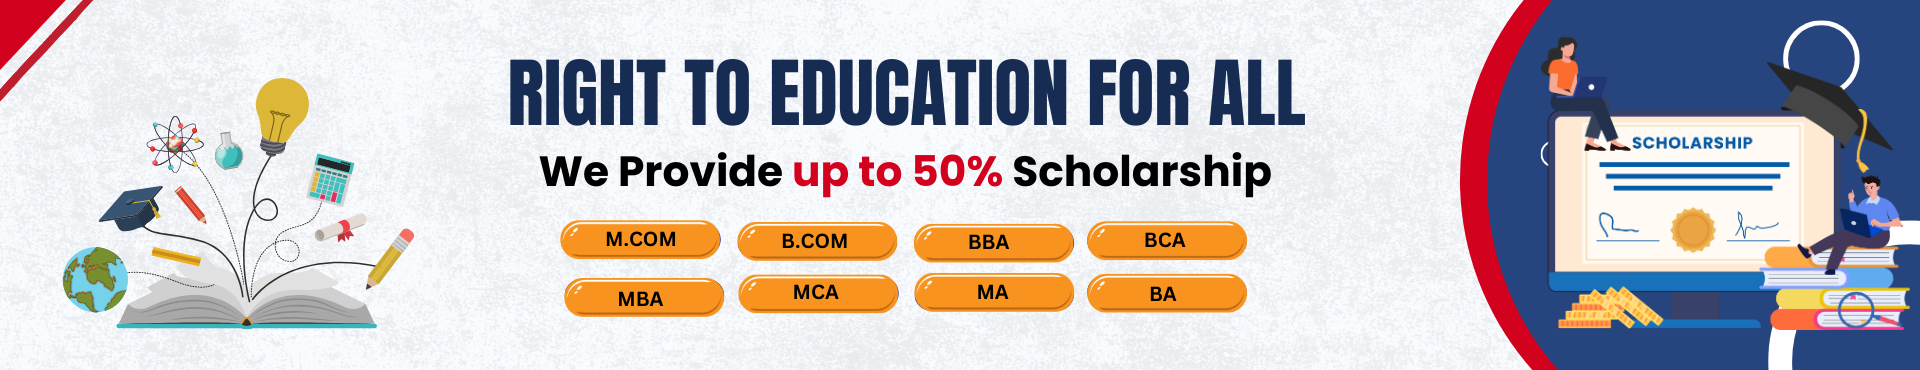 RIGHT TO EDUCATION FOR ALL
We Provide up to 50% Scholarship
M.COM B.COM BBA BCA
MBA MCA MA BA
SCHOLARSHIP